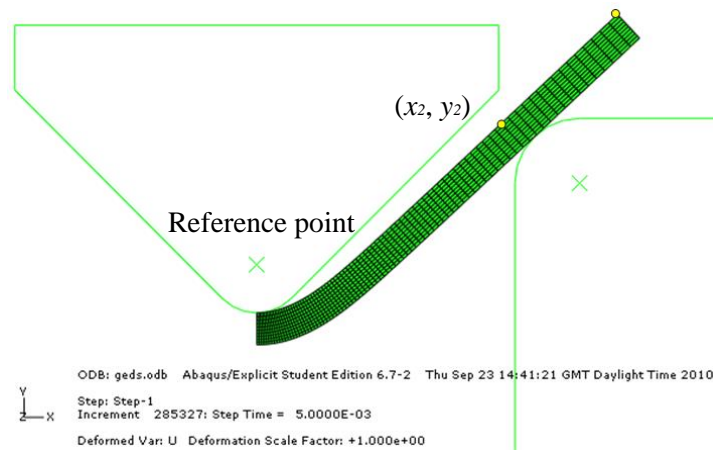 (x₂, y₂)
Reference point
ODB: geds.odb Abaqus/Explicit Student Edition 6.7-2 Thu Sep 23 14:41:21 GMT Daylight Time 2010
Y
Z X
Step: Step-1
Increment 285327: Step Time = 5.0000E-03
Deformed Var: U Deformation Scale Factor: +1.000e+00